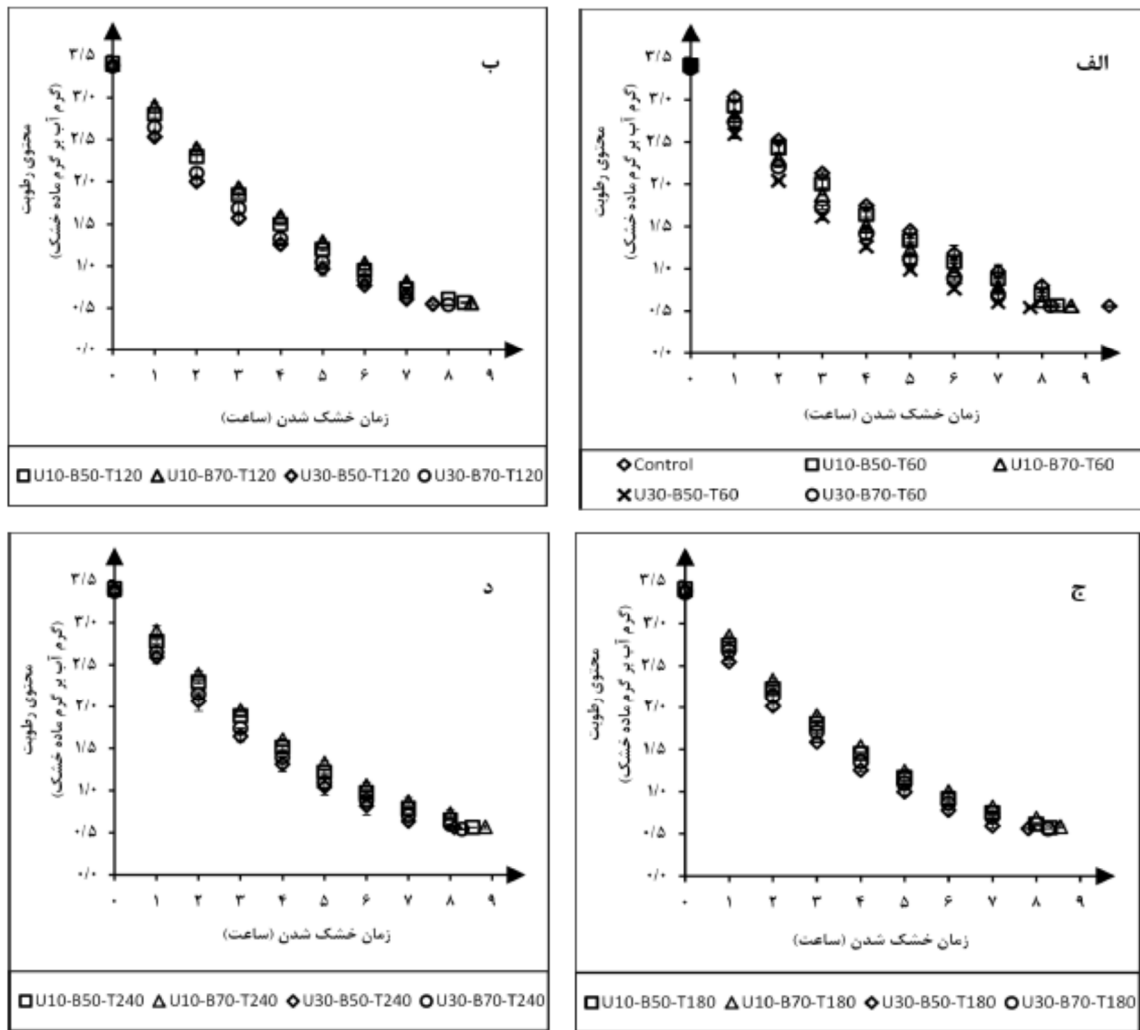 الف
محتوی رطوبت
(گرم آب بر گرم ماده خشک)
۳/۵
۳/۰
۲/۵
۲/۰
۱/۵
۱/۰
۰/۵
۰/۰
۰ ۱ ۲ ۳ ۴ ۵ ۶ ۷ ۸ ۹
زمان خشک شدن (ساعت)
Control U10-B50-T60 U10-B70-T60
U30-B50-T60 U30-B70-T60
ب
محتوی رطوبت
(گرم آب بر گرم ماده خشک)
۳/۵
۳/۰
۲/۵
۲/۰
۱/۵
۱/۰
۰/۵
۰/۰
۰ ۱ ۲ ۳ ۴ ۵ ۶ ۷ ۸ ۹
زمان خشک شدن (ساعت)
U10-B50-T120 U10-B70-T120 U30-B50-T120 U30-B70-T120
ج
محتوی رطوبت
(گرم آب بر گرم ماده خشک)
۳/۵
۳/۰
۲/۵
۲/۰
۱/۵
۱/۰
۰/۵
۰/۰
۰ ۱ ۲ ۳ ۴ ۵ ۶ ۷ ۸ ۹
زمان خشک شدن (ساعت)
U10-B50-T180 U10-B70-T180 U30-B50-T180 U30-B70-T180
د
محتوی رطوبت
(گرم آب بر گرم ماده خشک)
۳/۵
۳/۰
۲/۵
۲/۰
۱/۵
۱/۰
۰/۵
۰/۰
۰ ۱ ۲ ۳ ۴ ۵ ۶ ۷ ۸ ۹
زمان خشک شدن (ساعت)
U10-B50-T240 U10-B70-T240 U30-B50-T240 U30-B70-T240